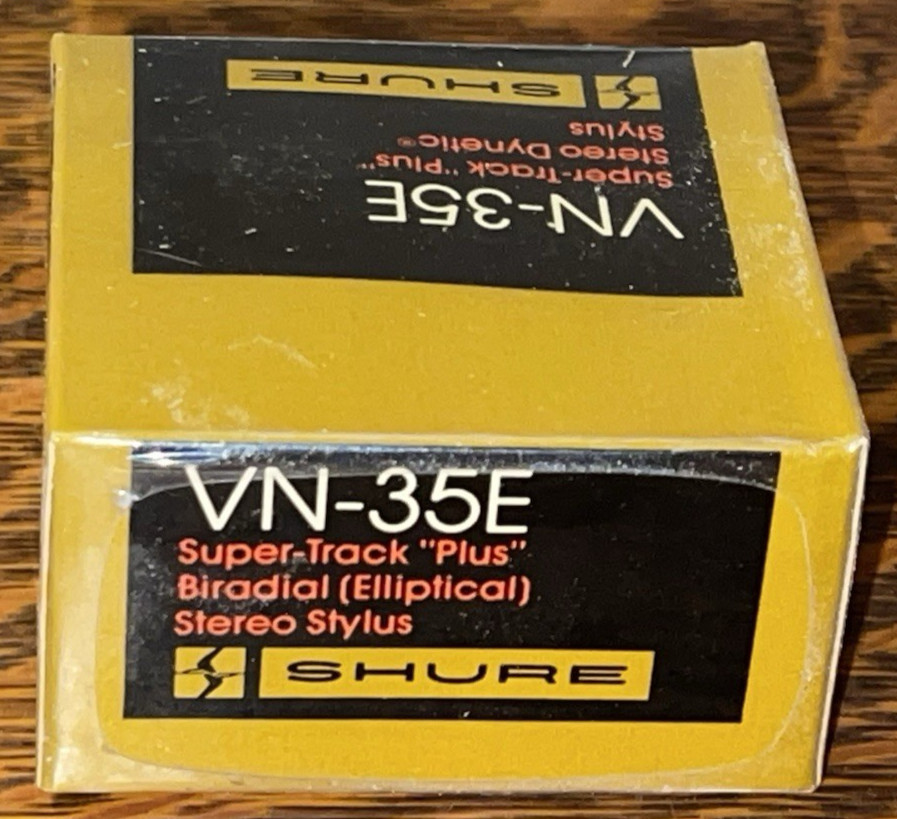 SHURE
Stylus
Stereo Dynetic®
Super-Track "Plus"
VN-35E
VN-35E
Super-Track "Plus"
Biradial (Elliptical)
Stereo Stylus
SHURE